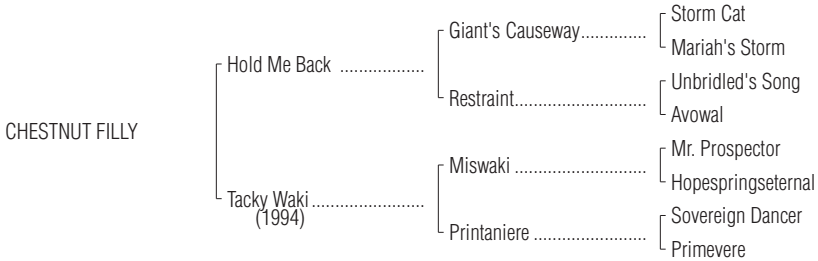 Storm Cat
Giant's Causeway..............
Mariah's Storm
Hold Me Back ..................
Unbridled's Song
Restraint............................
Avowal
CHESTNUT FILLY
Mr. Prospector
Miswaki ............................
Hopespringseternal
Tacky Waki........................
(1994)
Sovereign Dancer
Printaniere ........................
Primevere